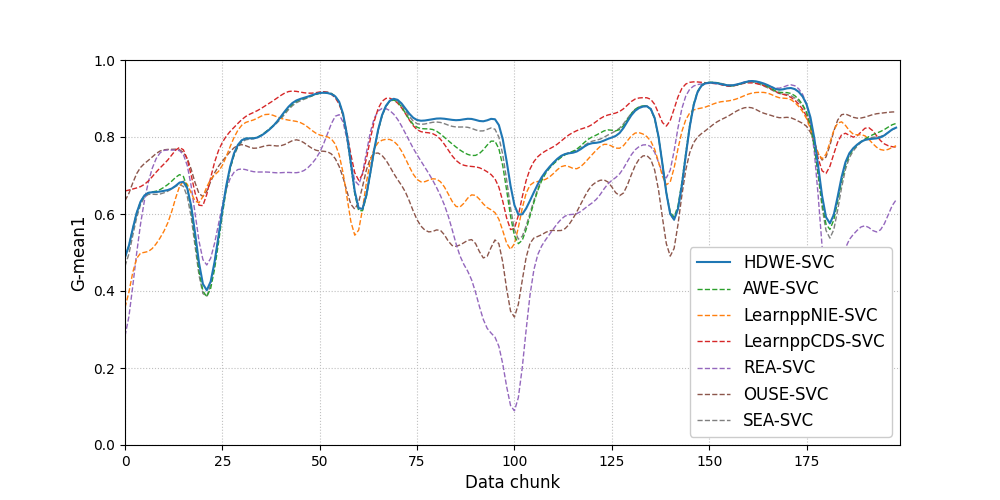 1.0
0.8
0.6
0.4
0.2
0.0
G-mean1
0
25
50
75
100
125
150
175
Data chunk
HDWE-SVC
AWE-SVC
LearnppNIE-SVC
LearnppCDS-SVC
REA-SVC
OUSE-SVC
SEA-SVC